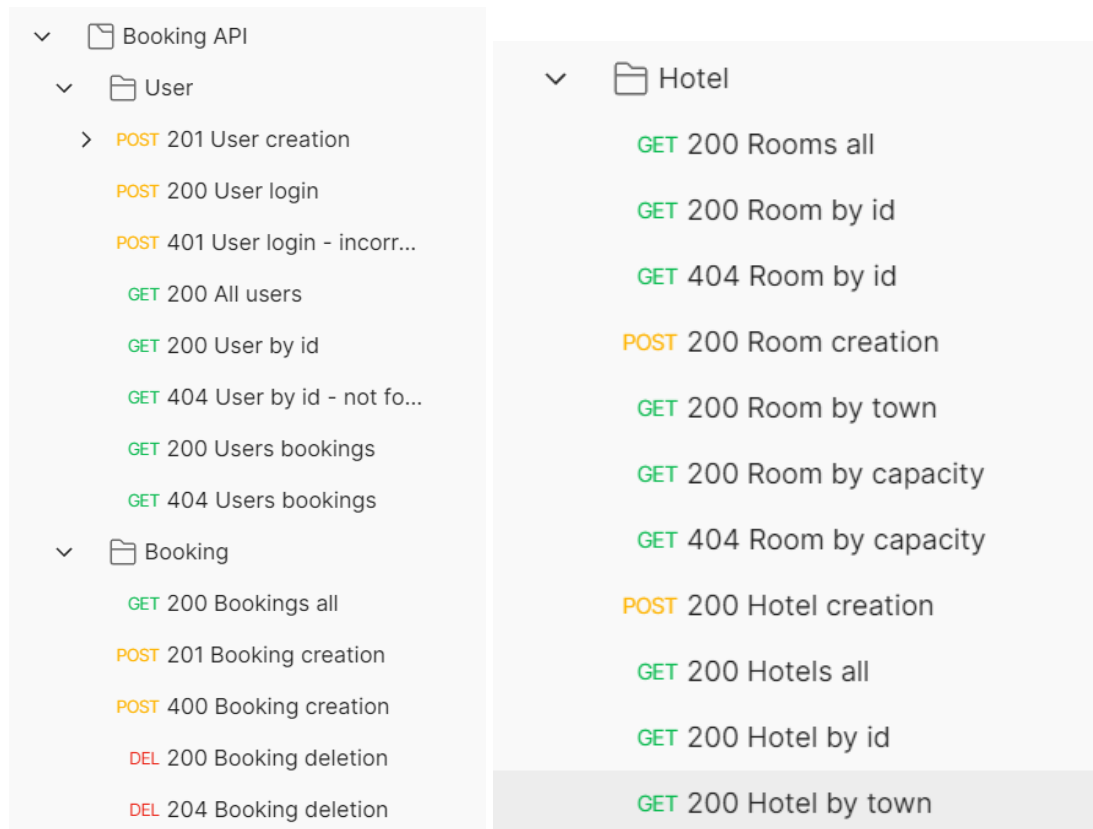 Booking API
User
POST 201 User creation
POST 200 User login
POST 401 User login - incorr...
GET 200 All users
GET 200 User by id
GET 404 User by id - not fo...
GET 200 Users bookings
GET 404 Users bookings
Booking
GET 200 Bookings all
POST 201 Booking creation
POST 400 Booking creation
DEL 200 Booking deletion
DEL 204 Booking deletion
Hotel
GET 200 Rooms all
GET 200 Room by id
GET 404 Room by id
POST 200 Room creation
GET 200 Room by town
GET 200 Room by capacity
GET 404 Room by capacity
POST 200 Hotel creation
GET 200 Hotels all
GET 200 Hotel by id
GET 200 Hotel by town